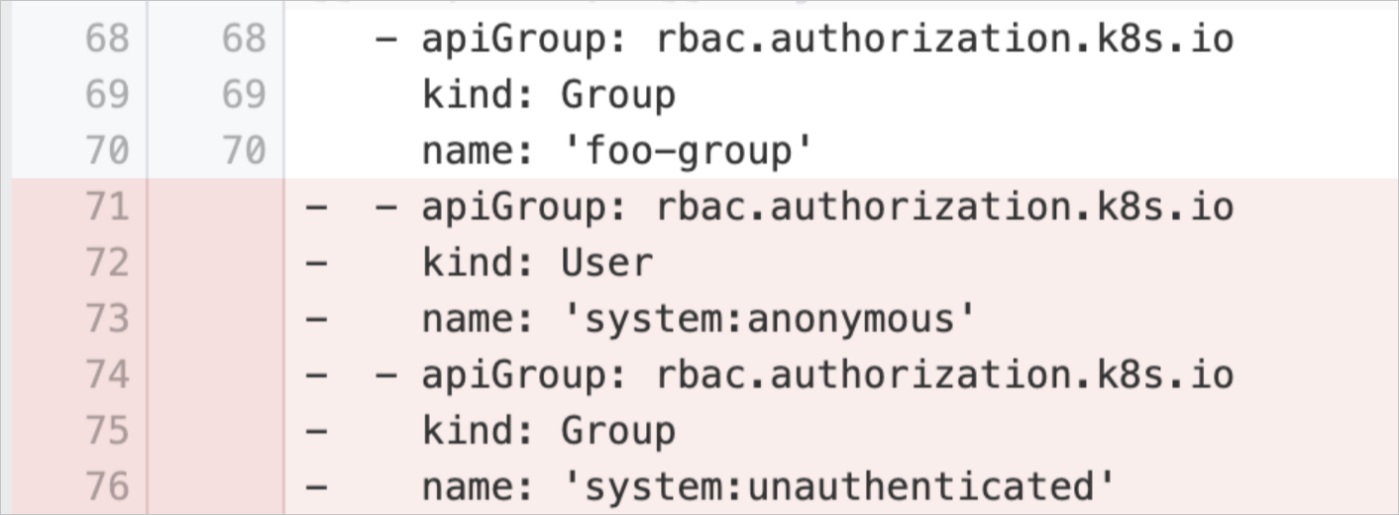 68 68 - apiGroup: rbac.authorization.k8s.io
69 69 kind: Group
70 70 name: 'foo-group'
71 - - apiGroup: rbac.authorization.k8s.io
72 - kind: User
73 - name: 'system:anonymous'
74 - - apiGroup: rbac.authorization.k8s.io
75 - kind: Group
76 - name: 'system:unauthenticated'